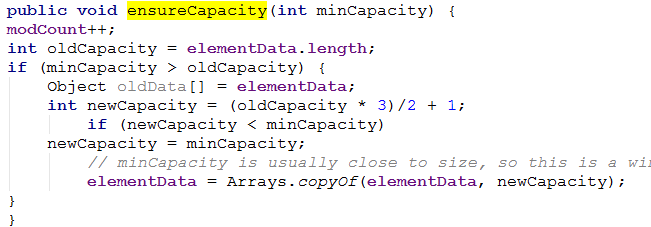 public void ensureCapacity(int minCapacity) {
modCount++;
int oldCapacity = elementData.length;
if (minCapacity > oldCapacity) {
Object oldData[] = elementData;
int newCapacity = (oldCapacity * 3)/2 + 1;
if (newCapacity < minCapacity)
newCapacity = minCapacity;
// minCapacity is usually close to size, so this is a
elementData = Arrays.copyOf(elementData, newCapacity);
}
}